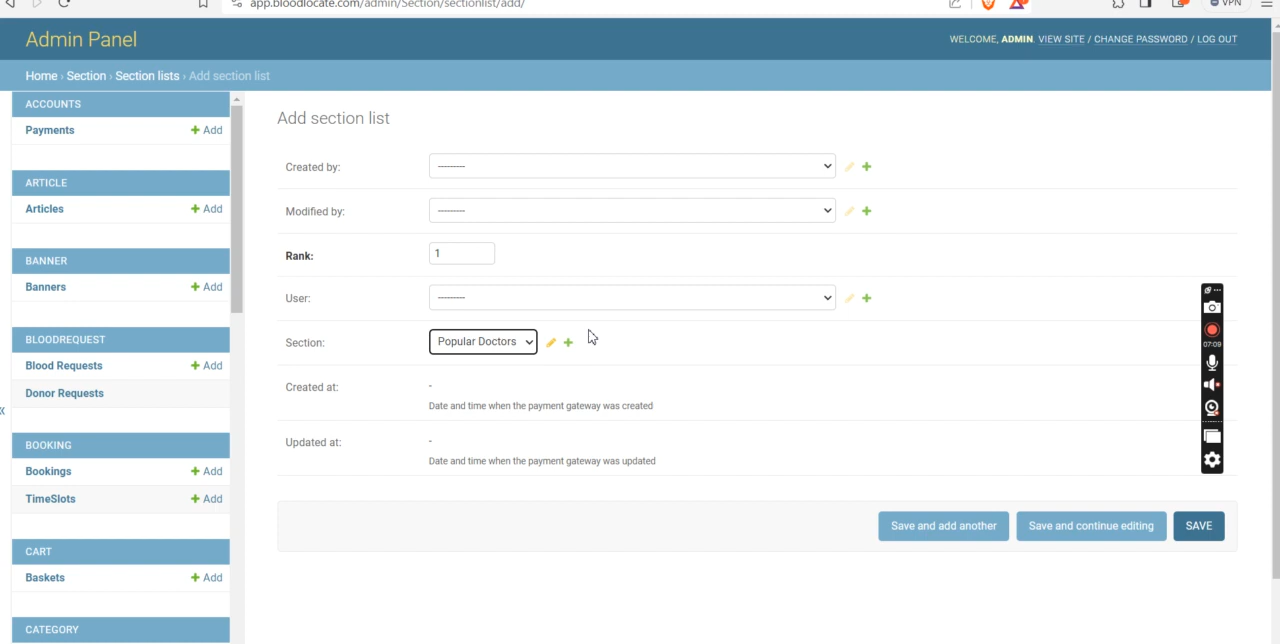 app.bloodlocate.com/admin/Section/sectionlist/add/
VPN
Admin Panel
WELCOME, ADMIN. VIEW SITE / CHANGE PASSWORD / LOG OUT
Home › Section › Section lists › Add section list
ACCOUNTS
Payments + Add
ARTICLE
Articles + Add
BANNER
Banners + Add
BLOODREQUEST
Blood Requests + Add
Donor Requests
BOOKING
Bookings + Add
TimeSlots + Add
CART
Baskets + Add
CATEGORY
Add section list
Created by: ---------
Modified by: ---------
Rank: 1
User: ---------
Section: Popular Doctors
Created at: -
Date and time when the payment gateway was created
Updated at: -
Date and time when the payment gateway was updated
Save and add another Save and continue editing SAVE
07:09